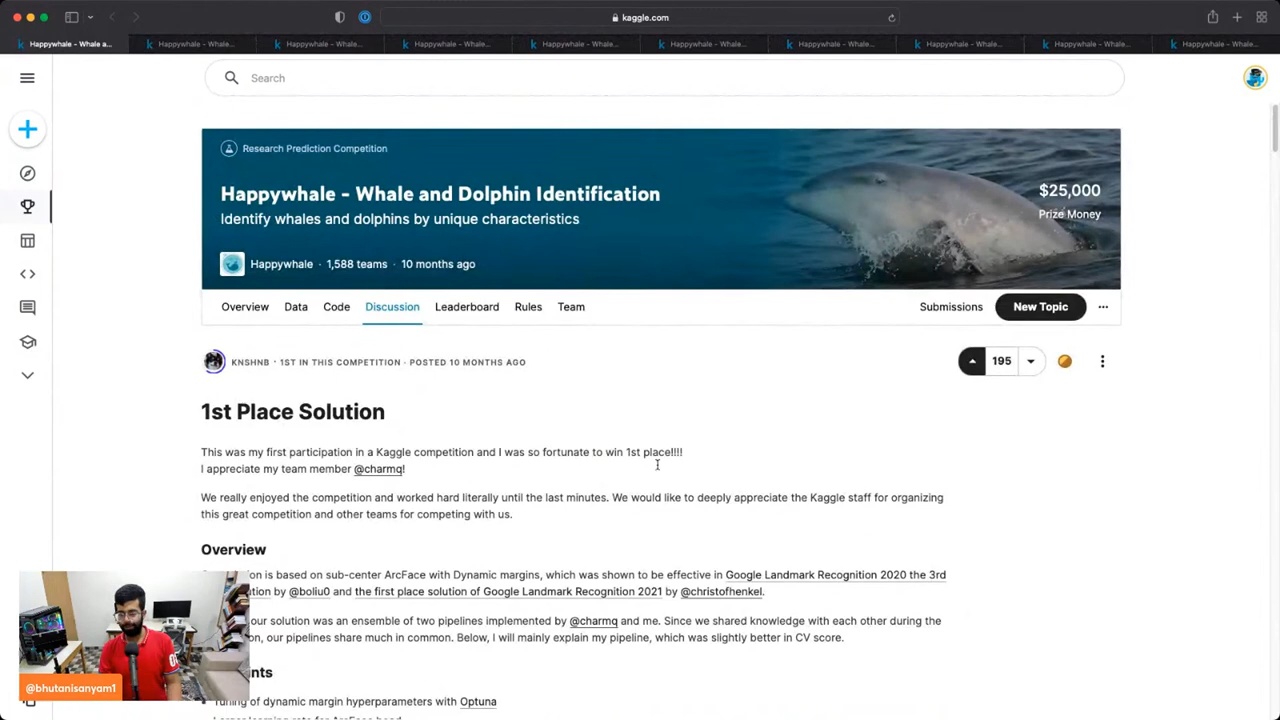 kaggle.com
Happywhale - Whale a...
Happywhale - Whale...
Happywhale - Whale...
Happywhale - Whale...
Happywhale - Whale...
Happywhale - Whale...
Happywhale - Whale...
Happywhale - Whale...
Happywhale - Whale...
Happywhale - Whale...
Search
Research Prediction Competition
Happywhale - Whale and Dolphin Identification
Identify whales and dolphins by unique characteristics
$25,000
Prize Money
Happywhale · 1,588 teams · 10 months ago
Overview Data Code Discussion Leaderboard Rules Team Submissions New Topic
KNSHNB · 1ST IN THIS COMPETITION · POSTED 10 MONTHS AGO
195
1st Place Solution
This was my first participation in a Kaggle competition and I was so fortunate to win 1st place!!!!
I appreciate my team member @charmq!
We really enjoyed the competition and worked hard literally until the last minutes. We would like to deeply appreciate the Kaggle staff for organizing
this great competition and other teams for competing with us.
Overview
is based on sub-center ArcFace with Dynamic margins, which was shown to be effective in Google Landmark Recognition 2020 the 3rd
by @boliu0 and the first place solution of Google Landmark Recognition 2021 by @christofhenkel.
our solution was an ensemble of two pipelines implemented by @charmq and me. Since we shared knowledge with each other during the
our pipelines share much in common. Below, I will mainly explain my pipeline, which was slightly better in CV score.
Tuning of dynamic margin hyperparameters with Optuna
@bhutanisanyam1